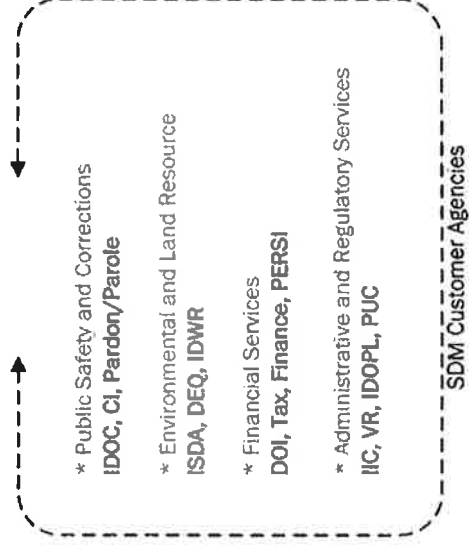 * Public Safety and Corrections
IDOC, CI, Pardon/Parole
* Environmental and Land Resource
ISDA, DEQ, IDWR
* Financial Services
DOI, Tax, Finance, PERSI
* Administrative and Regulatory Services
IIC, VR, IDOPL, PUC
SDM Customer Agencies